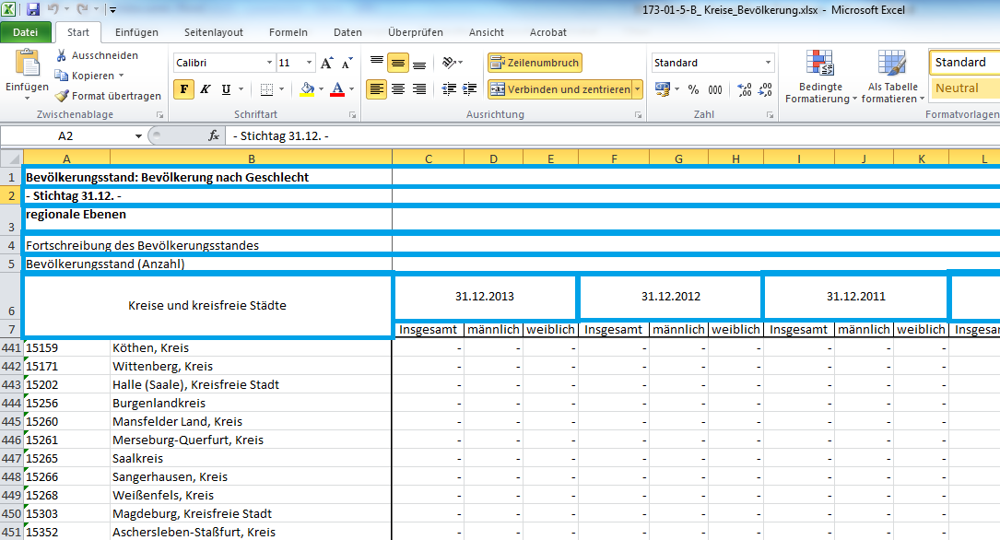 173-01-5-B_ Kreise_Bevölkerung.xlsx - Microsoft Excel
Datei Start Einfügen Seitenlayout Formeln Daten Überprüfen Ansicht Acrobat
Einfügen
Ausschneiden
Kopieren
Format übertragen
Zwischenablage
Calibri 11
F K U
Schriftart
Zeilenumbruch
Verbinden und zentrieren
Ausrichtung
Standard
% 000
Zahl
Bedingte Formatierung
Als Tabelle formatieren
Standard
Neutral
Formatvorlagen
A2 fx - Stichtag 31.12. -
A B C D E F G H I J K L
1 Bevölkerungsstand: Bevölkerung nach Geschlecht
2 - Stichtag 31.12. -
3 regionale Ebenen
4 Fortschreibung des Bevölkerungsstandes
5 Bevölkerungsstand (Anzahl)
6 Kreise und kreisfreie Städte 31.12.2013 31.12.2012 31.12.2011
7 Insgesamt männlich weiblich Insgesamt männlich weiblich Insgesamt männlich weiblich Insgesa
441 15159 Köthen, Kreis - - - - - - - - -
442 15171 Wittenberg, Kreis - - - - - - - - -
443 15202 Halle (Saale), Kreisfreie Stadt - - - - - - - - -
444 15256 Burgenlandkreis - - - - - - - - -
445 15260 Mansfelder Land, Kreis - - - - - - - - -
446 15261 Merseburg-Querfurt, Kreis - - - - - - - - -
447 15265 Saalkreis - - - - - - - - -
448 15266 Sangerhausen, Kreis - - - - - - - - -
449 15268 Weißenfels, Kreis - - - - - - - - -
450 15303 Magdeburg, Kreisfreie Stadt - - - - - - - - -
451 15352 Aschersleben-Staßfurt, Kreis - - - - - - - - -